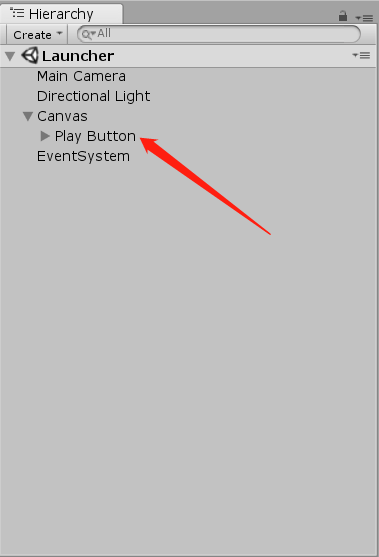 Hierarchy
Create All
Launcher
Main Camera
Directional Light
Canvas
Play Button
EventSystem